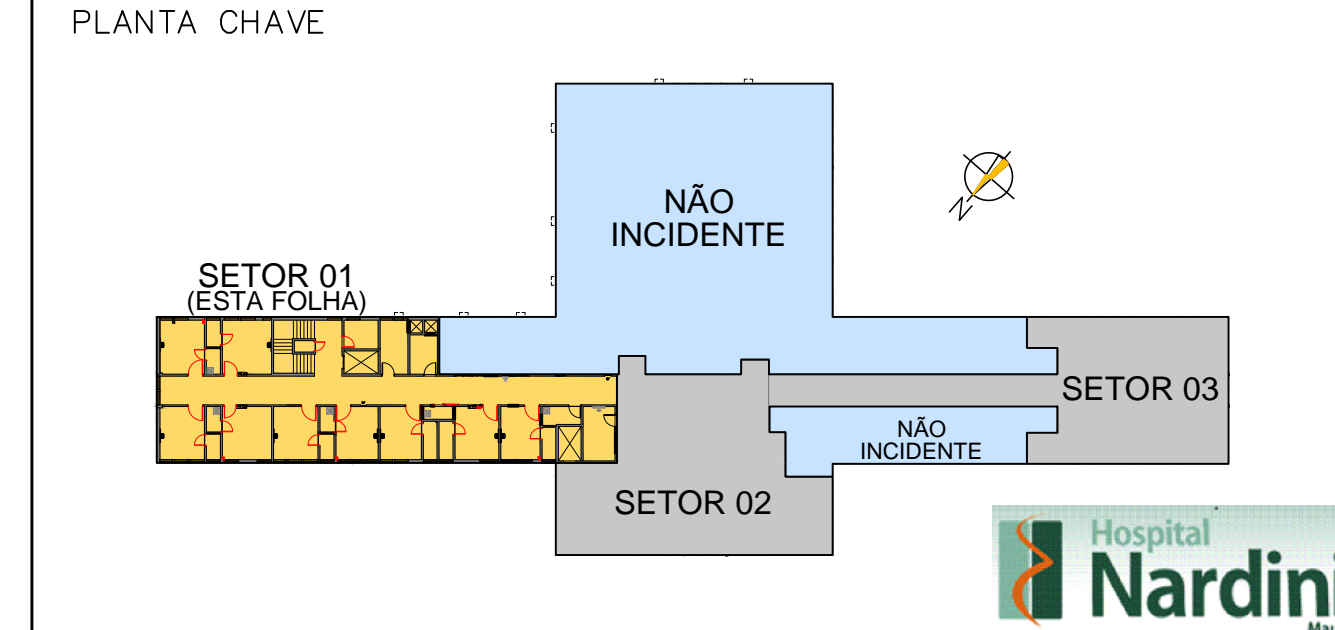 PLANTA CHAVE
NÃO
INCIDENTE
N
SETOR 01
(ESTA FOLHA)
SETOR 03
NÃO
INCIDENTE
SETOR 02
Hospital
Nardini